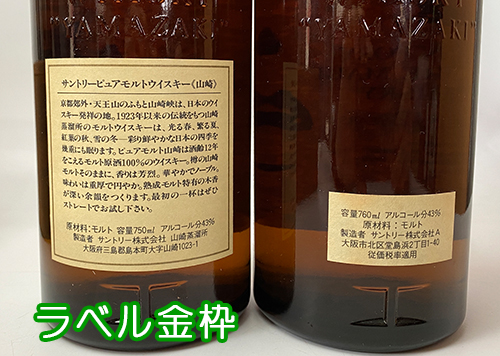 "YAMAZAKI"
サントリーピュアモルトウイスキー《山崎》
京都郊外・天王山のふもと山崎峡は、日本のウイ
スキー発祥の地。1923年以来の伝統をもつ山崎
蒸溜所のモルトウイスキーは、光る春、繁る夏、
紅葉の秋、雪の冬―彩り鮮やかな日本の四季を
幾重にも眠ります。ピュアモルト山崎は酒齢12年
をこえるモルト原酒100%のウイスキー。樽の山崎
モルトそのままに、香りは芳烈。華やかでノーブル。
味わいは重厚で円やか。熟成モルト特有の木香
が深い余韻をつくります。最初の一杯はぜひ
ストレートでお試し下さい。
原材料:モルト 容量750ml アルコール分43%
製造者 サントリー株式会社 山崎蒸溜所
大阪府三島郡島本町大字山崎1023-1
"YAMAZAKI"
容量760ml アルコール分43%
原材料:モルト
製造者 サントリー株式会社A
大阪市北区堂島浜2丁目1-40
従価税率適用
ラベル金枠